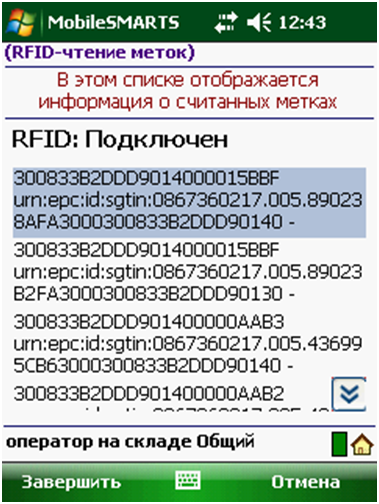 MobileSMARTS 12:43
(RFID-чтение меток)
В этом списке отображается
информация о считанных метках
RFID: Подключен
300833B2DDD9014000015BBF
urn:epc:id:sgtin:0867360217.005.89023
8AFA3000300833B2DDD90140 -
300833B2DDD9014000015BBF
urn:epc:id:sgtin:0867360217.005.89023
B2FA3000300833B2DDD90130 -
300833B2DDD901400000AAB3
urn:epc:id:sgtin:0867360217.005.43699
5CB63000300833B2DDD90140 -
300833B2DDD901400000AAB2
оператор на складе Общий
Завершить Отмена